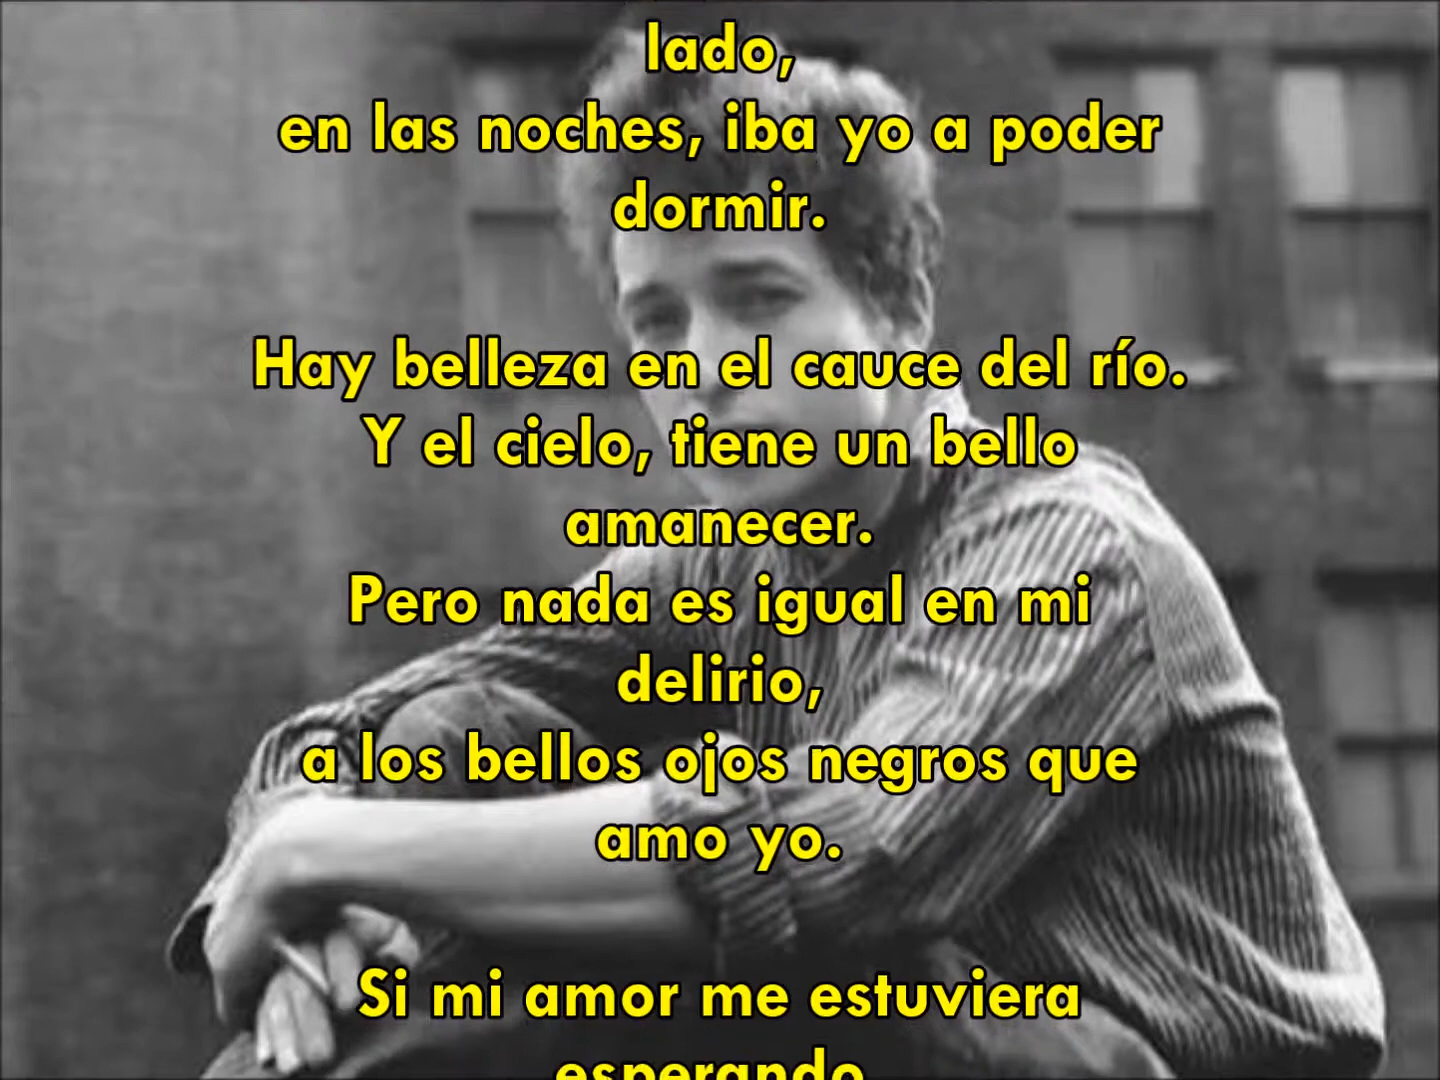 lado,
en las noches, iba yo a poder
dormir.
Hay belleza en el cauce del río.
Y el cielo, tiene un bello
amanecer.
Pero nada es igual en mi
delirio,
a los bellos ojos negros que
amo yo.
Si mi amor me estuviera
esperando